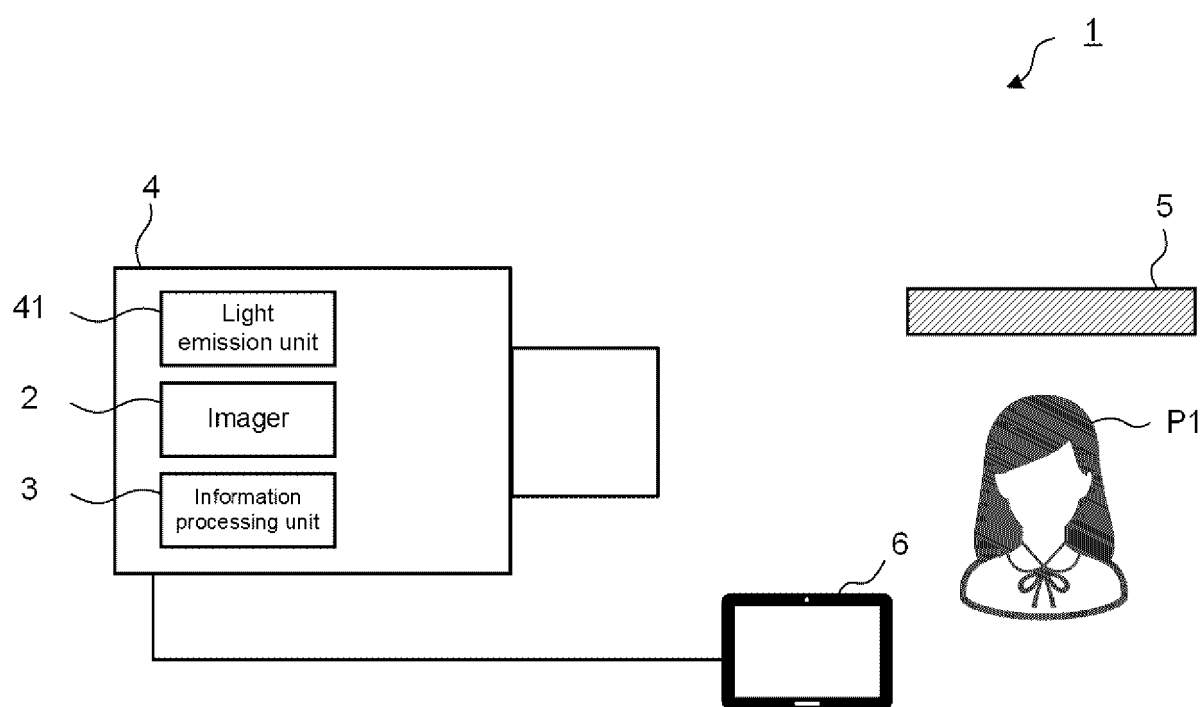 1
4
5
41
Light
emission unit
2
Imager
P1
3
Information
processing unit
6